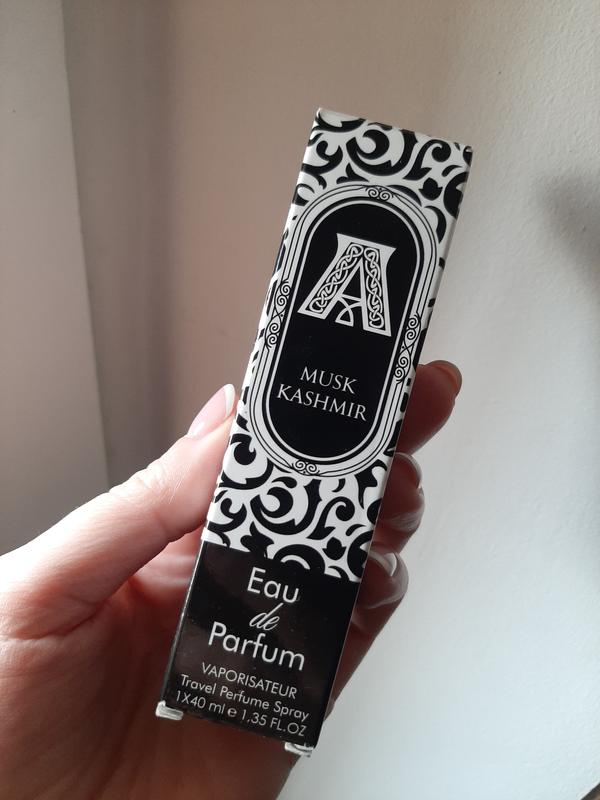 A
MUSK
KASHMIR
Eau
de
Parfum
VAPORISATEUR
Travel Perfume Spray
1X40 ml e 1,35 FL.OZ